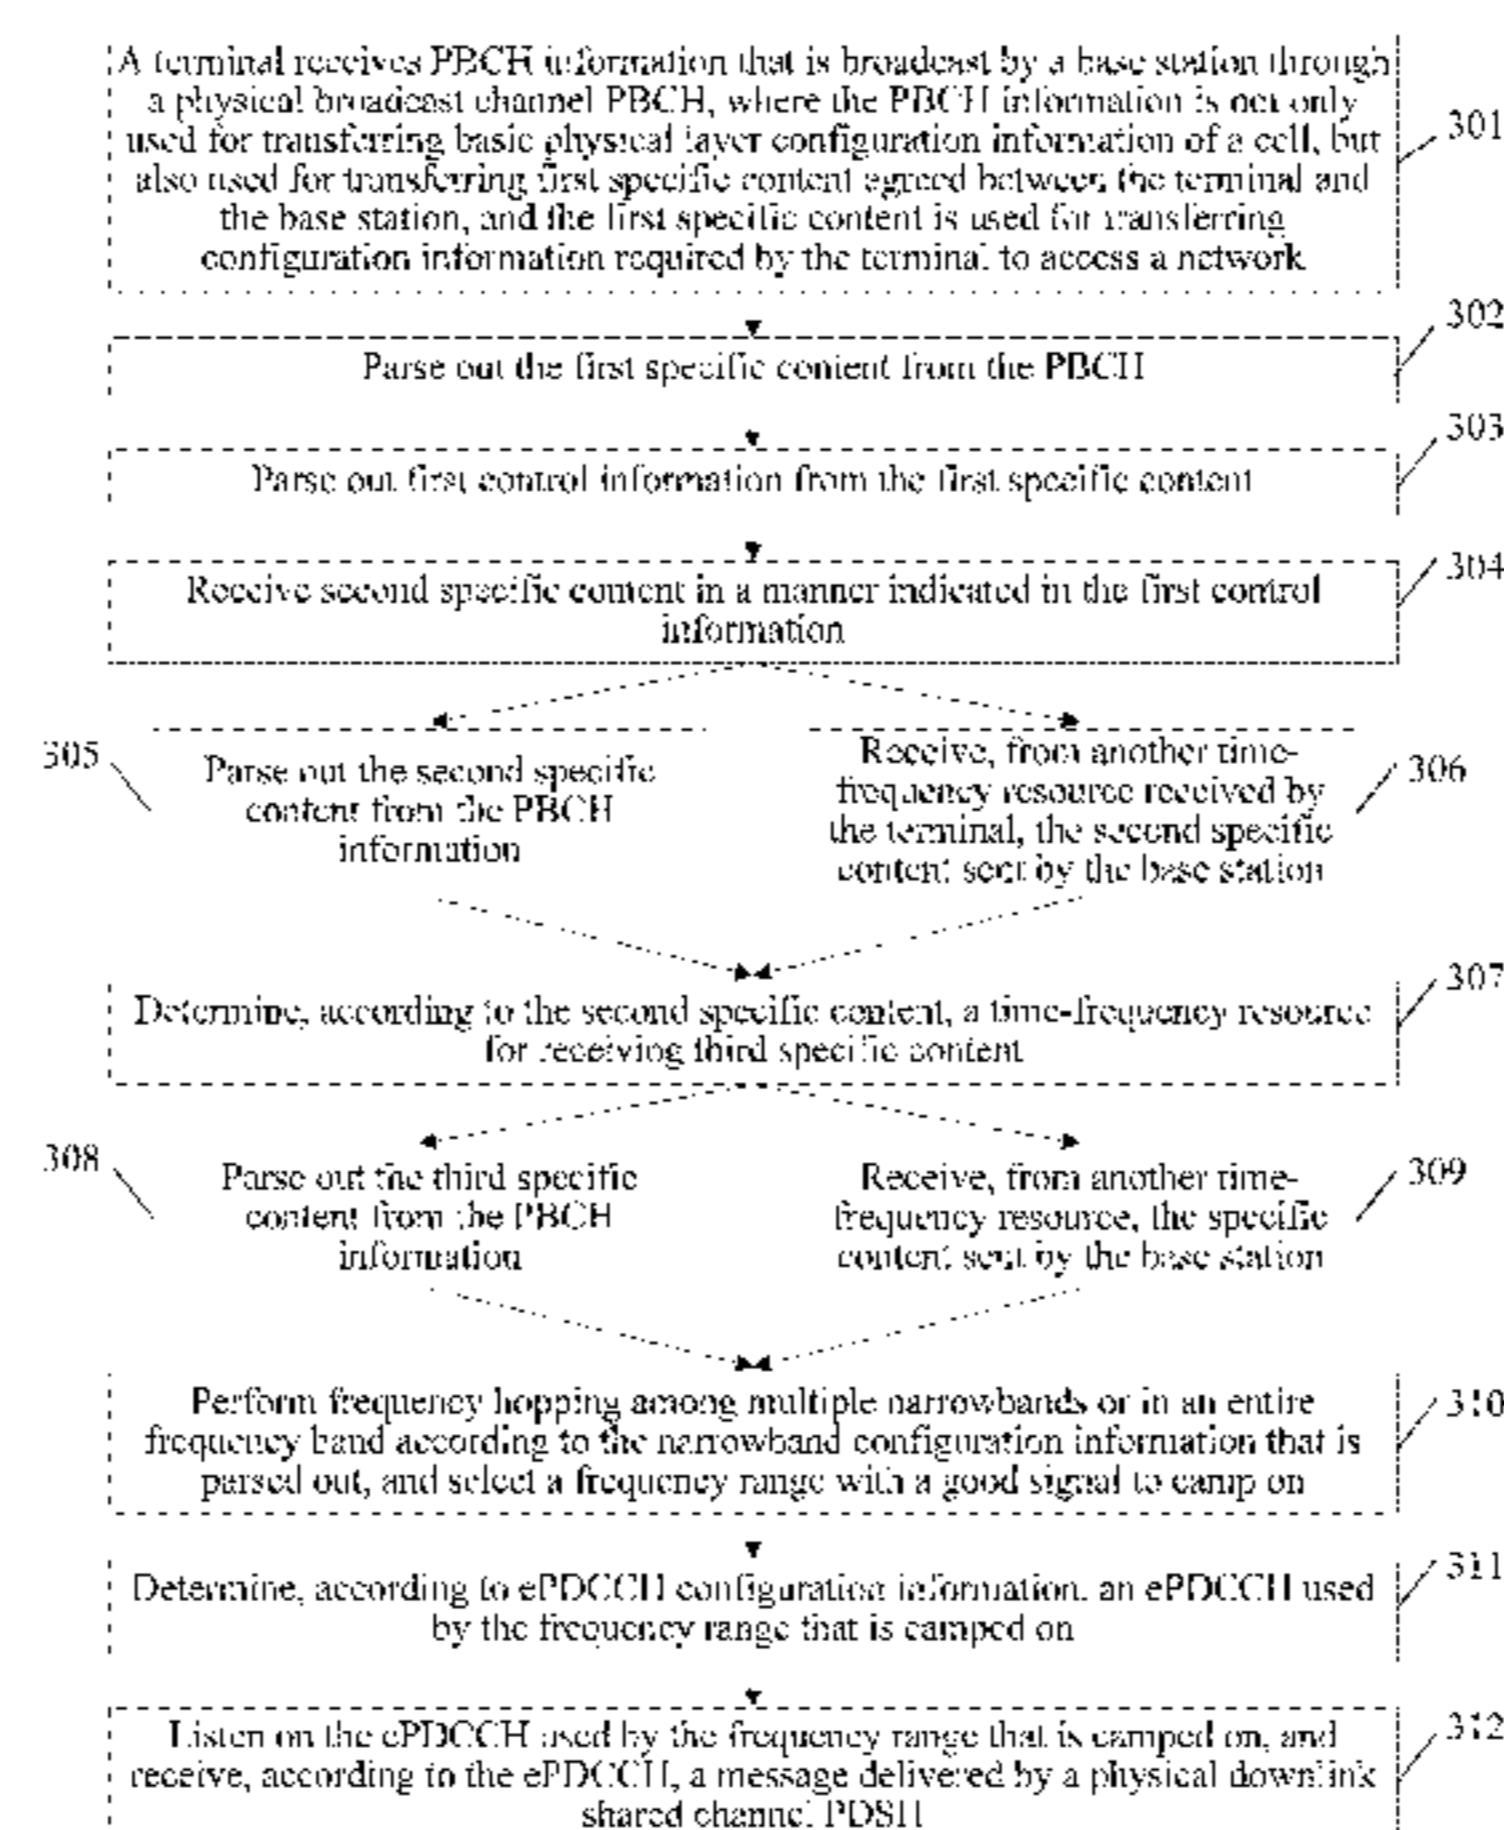 A terminal receives PBCH information that is broadcast by a base station through
a physical broadcast channel PBCH, where the PBCH information is not only
used for transferring basic physical layer configuration information of a cell, but
also used for transferring first specific content agreed between the terminal and
the base station, and the first specific content is used for transferring
configuration information required by the terminal to access a network
301
302
Parse out the first specific content from the PBCH
303
Parse out first control information from the first specific content
304
Receive second specific content in a manner indicated in the first control
information
305
Parse out the second specific
content from the PBCH
information
Receive, from another time-
frequency resource received by
the terminal, the second specific
content sent by the base station
306
307
Determine, according to the second specific content, a time-frequency resource
for receiving third specific content
308
Parse out the third specific
content from the PBCH
information
Receive, from another time-
frequency resource, the specific
content sent by the base station
309
Perform frequency hopping among multiple narrowbands or in an entire
frequency band according to the narrowband configuration information that is
parsed out, and select a frequency range with a good signal to camp on
310
311
Determine, according to ePDCCH configuration information, an ePDCCH used
by the frequency range that is camped on
312
Listen on the ePDCCH used by the frequency range that is camped on, and
receive, according to the ePDCCH, a message delivered by a physical downlink
shared channel PDSH